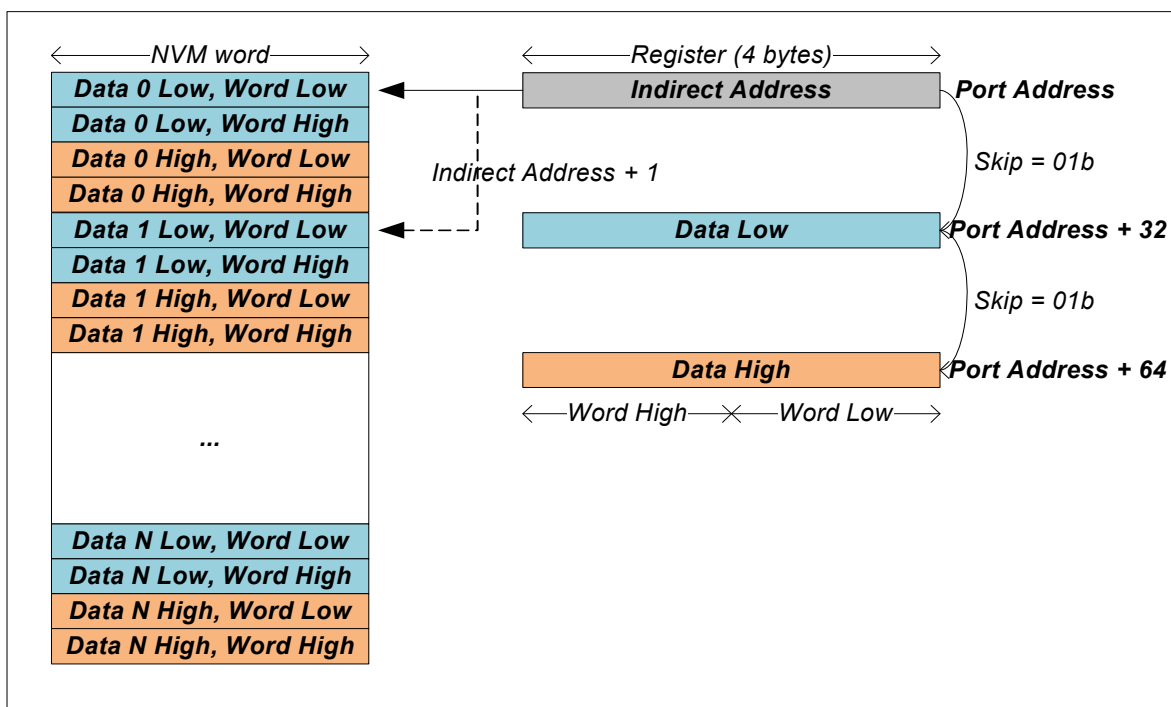 NVM word
Data 0 Low, Word Low
Data 0 Low, Word High
Data 0 High, Word Low
Data 0 High, Word High
Data 1 Low, Word Low
Data 1 Low, Word High
Data 1 High, Word Low
Data 1 High, Word High
...
Data N Low, Word Low
Data N Low, Word High
Data N High, Word Low
Data N High, Word High
Indirect Address + 1
Register (4 bytes)
Indirect Address
Port Address
Skip = 01b
Data Low
Port Address + 32
Skip = 01b
Data High
Port Address + 64
Word High
Word Low